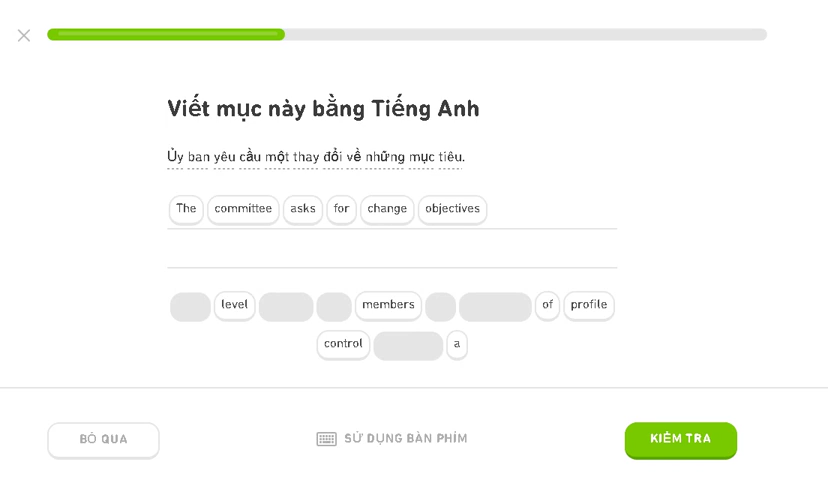 Viết mục này bằng Tiếng Anh
Ủy ban yêu cầu một thay đổi về những mục tiêu.
The committee asks for change objectives
level members of profile
control a
BỎ QUA SỬ DỤNG BÀN PHÍM KIỂM TRA